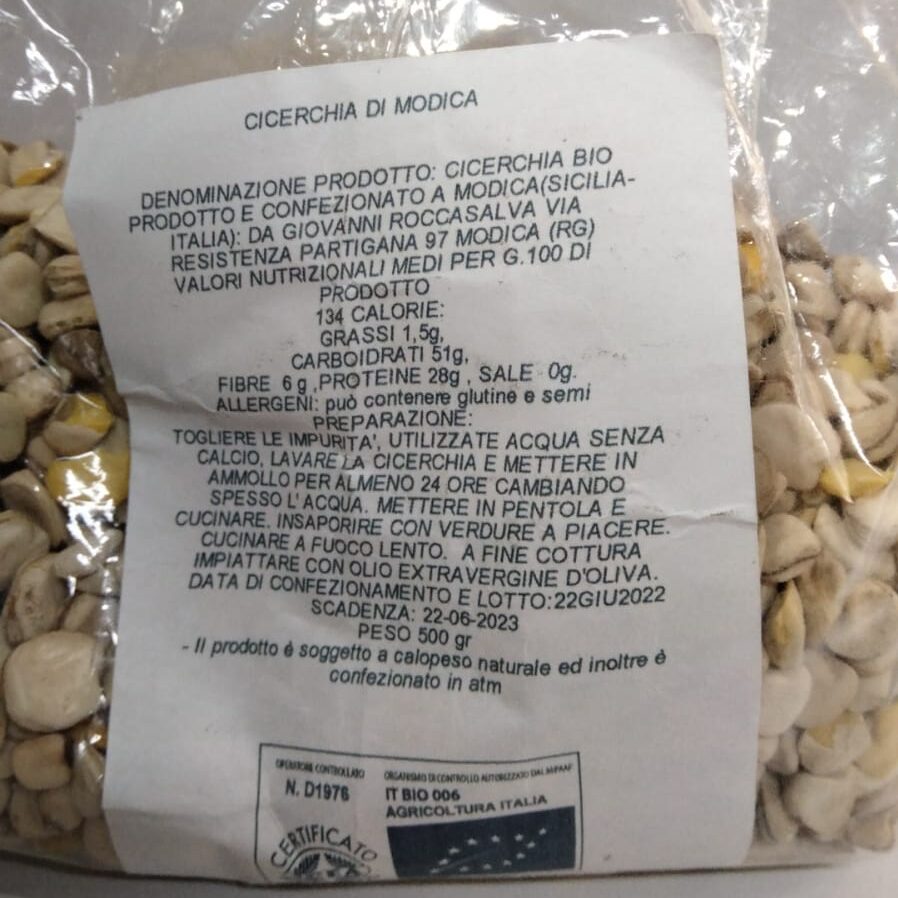 CICERCHIA DI MODICA
DENOMINAZIONE PRODOTTO: CICERCHIA BIO
PRODOTTO E CONFEZIONATO A MODICA(SICILIA-
ITALIA): DA GIOVANNI ROCCASALVA VIA
RESISTENZA PARTIGANA 97 MODICA (RG)
VALORI NUTRIZIONALI MEDI PER G.100 DI
PRODOTTO
134 CALORIE:
GRASSI 1,5g,
CARBOIDRATI 51g,
FIBRE 6 g ,PROTEINE 28g , SALE 0g.
ALLERGENI: può contenere glutine e semi
PREPARAZIONE:
TOGLIERE LE IMPURITA', UTILIZZATE ACQUA SENZA
CALCIO, LAVARE LA CICERCHIA E METTERE IN
AMMOLLO PER ALMENO 24 ORE CAMBIANDO
SPESSO L'ACQUA. METTERE IN PENTOLA E
CUCINARE. INSAPORIRE CON VERDURE A PIACERE.
CUCINARE A FUOCO LENTO. A FINE COTTURA
IMPIATTARE CON OLIO EXTRAVERGINE D'OLIVA.
DATA DI CONFEZIONAMENTO E LOTTO:22GIU2022
SCADENZA: 22-06-2023
PESO 500 gr
- Il prodotto è soggetto a calopeso naturale ed inoltre è
confezionato in atm
OPERATORE CONTROLLATO
N. D1976
ORGANISMO DI CONTROLLO AUTORIZZATO DAL MIPAAF
IT BIO 006
AGRICOLTURA ITALIA
CERTIFICATO